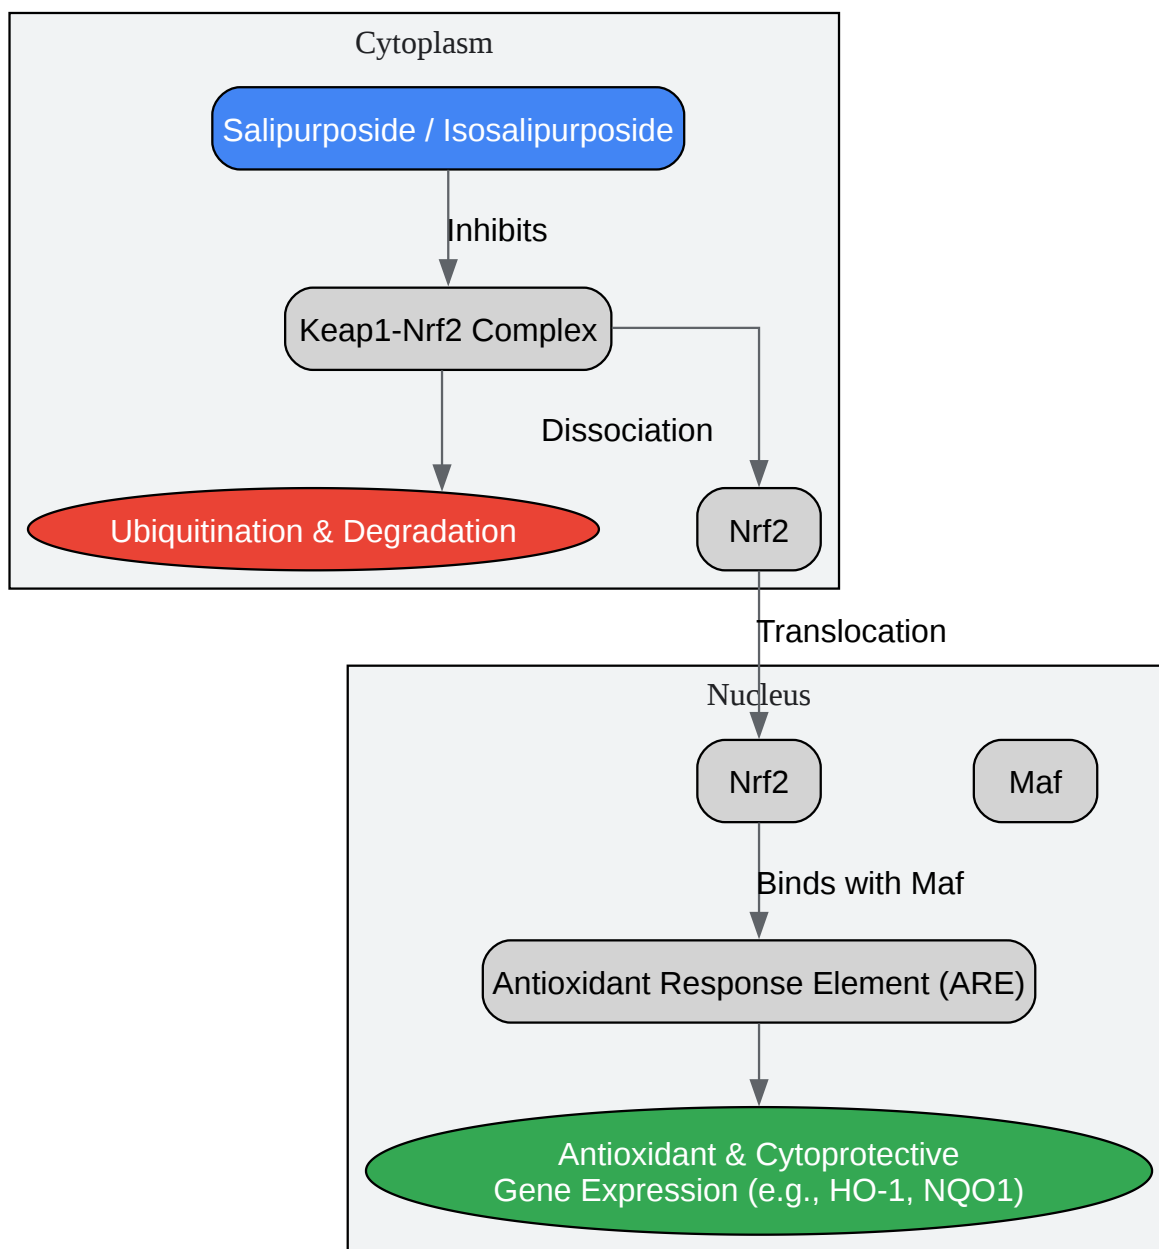 Cytoplasm
Salipurposide / Isosalipurposide
Inhibits
Keap1-Nrf2 Complex
Dissociation
Ubiquitination & Degradation
Nrf2
Translocation
Nucleus
Nrf2
Maf
Binds with Maf
Antioxidant Response Element (ARE)
Antioxidant & Cytoprotective
Gene Expression (e.g., HO-1, NQO1)